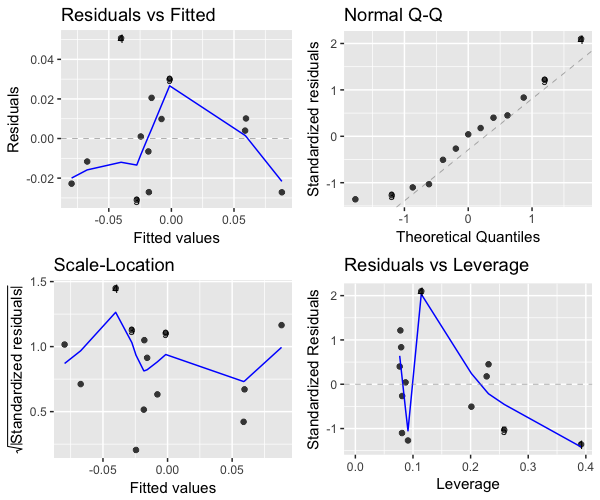 Residuals vs Fitted
Residuals
0.04
0.02
0.00
-0.02
-0.05
0.00
0.05
Fitted values
Normal Q-Q
Standardized residuals
2
1
0
-1
-1
0
1
Theoretical Quantiles
Scale-Location
√|Standardized residuals|
1.5
1.0
0.5
-0.05
0.00
0.05
Fitted values
Residuals vs Leverage
Standardized Residuals
2
1
0
-1
0.0
0.1
0.2
0.3
0.4
Leverage